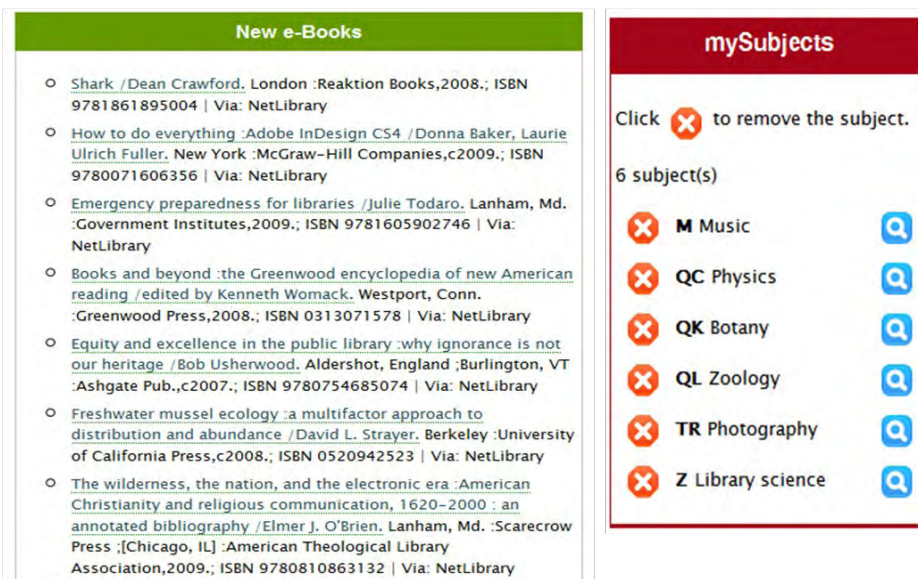 New e-Books
Shark /Dean Crawford. London :Reaktion Books,2008.; ISBN
9781861895004 | Via: NetLibrary
How to do everything :Adobe InDesign CS4 /Donna Baker, Laurie
Ulrich Fuller. New York :McGraw-Hill Companies,c2009.; ISBN
9780071606356 | Via: NetLibrary
Emergency preparedness for libraries /Julie Todaro. Lanham, Md.
:Government Institutes,2009.; ISBN 9781605902746 | Via:
NetLibrary
Books and beyond :the Greenwood encyclopedia of new American
reading /edited by Kenneth Womack. Westport, Conn.
:Greenwood Press,2008.; ISBN 0313071578 | Via: NetLibrary
Equity and excellence in the public library :why ignorance is not
our heritage /Bob Usherwood. Aldershot, England ;Burlington, VT
:Ashgate Pub.,c2007.; ISBN 9780754685074 | Via: NetLibrary
Freshwater mussel ecology :a multifactor approach to
distribution and abundance /David L. Strayer. Berkeley :University
of California Press,c2008.; ISBN 0520942523 | Via: NetLibrary
The wilderness, the nation, and the electronic era :American
Christianity and religious communication, 1620-2000 : an
annotated bibliography /Elmer J. O'Brien. Lanham, Md. :Scarecrow
Press ;[Chicago, IL] :American Theological Library
Association,2009.; ISBN 9780810863132 | Via: NetLibrary
mySubjects
Click to remove the subject.
6 subject(s)
M Music
QC Physics
QK Botany
QL Zoology
TR Photography
Z Library science